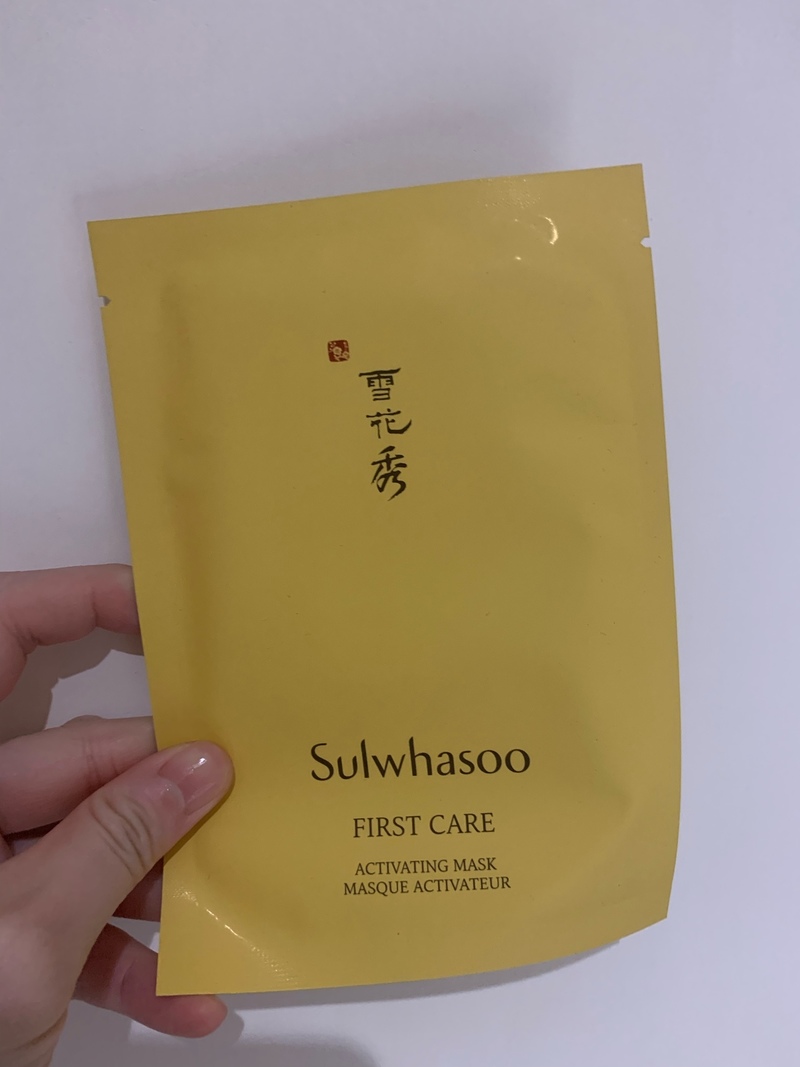 雪花秀
Sulwhasoo
FIRST CARE
ACTIVATING MASK
MASQUE ACTIVATEUR